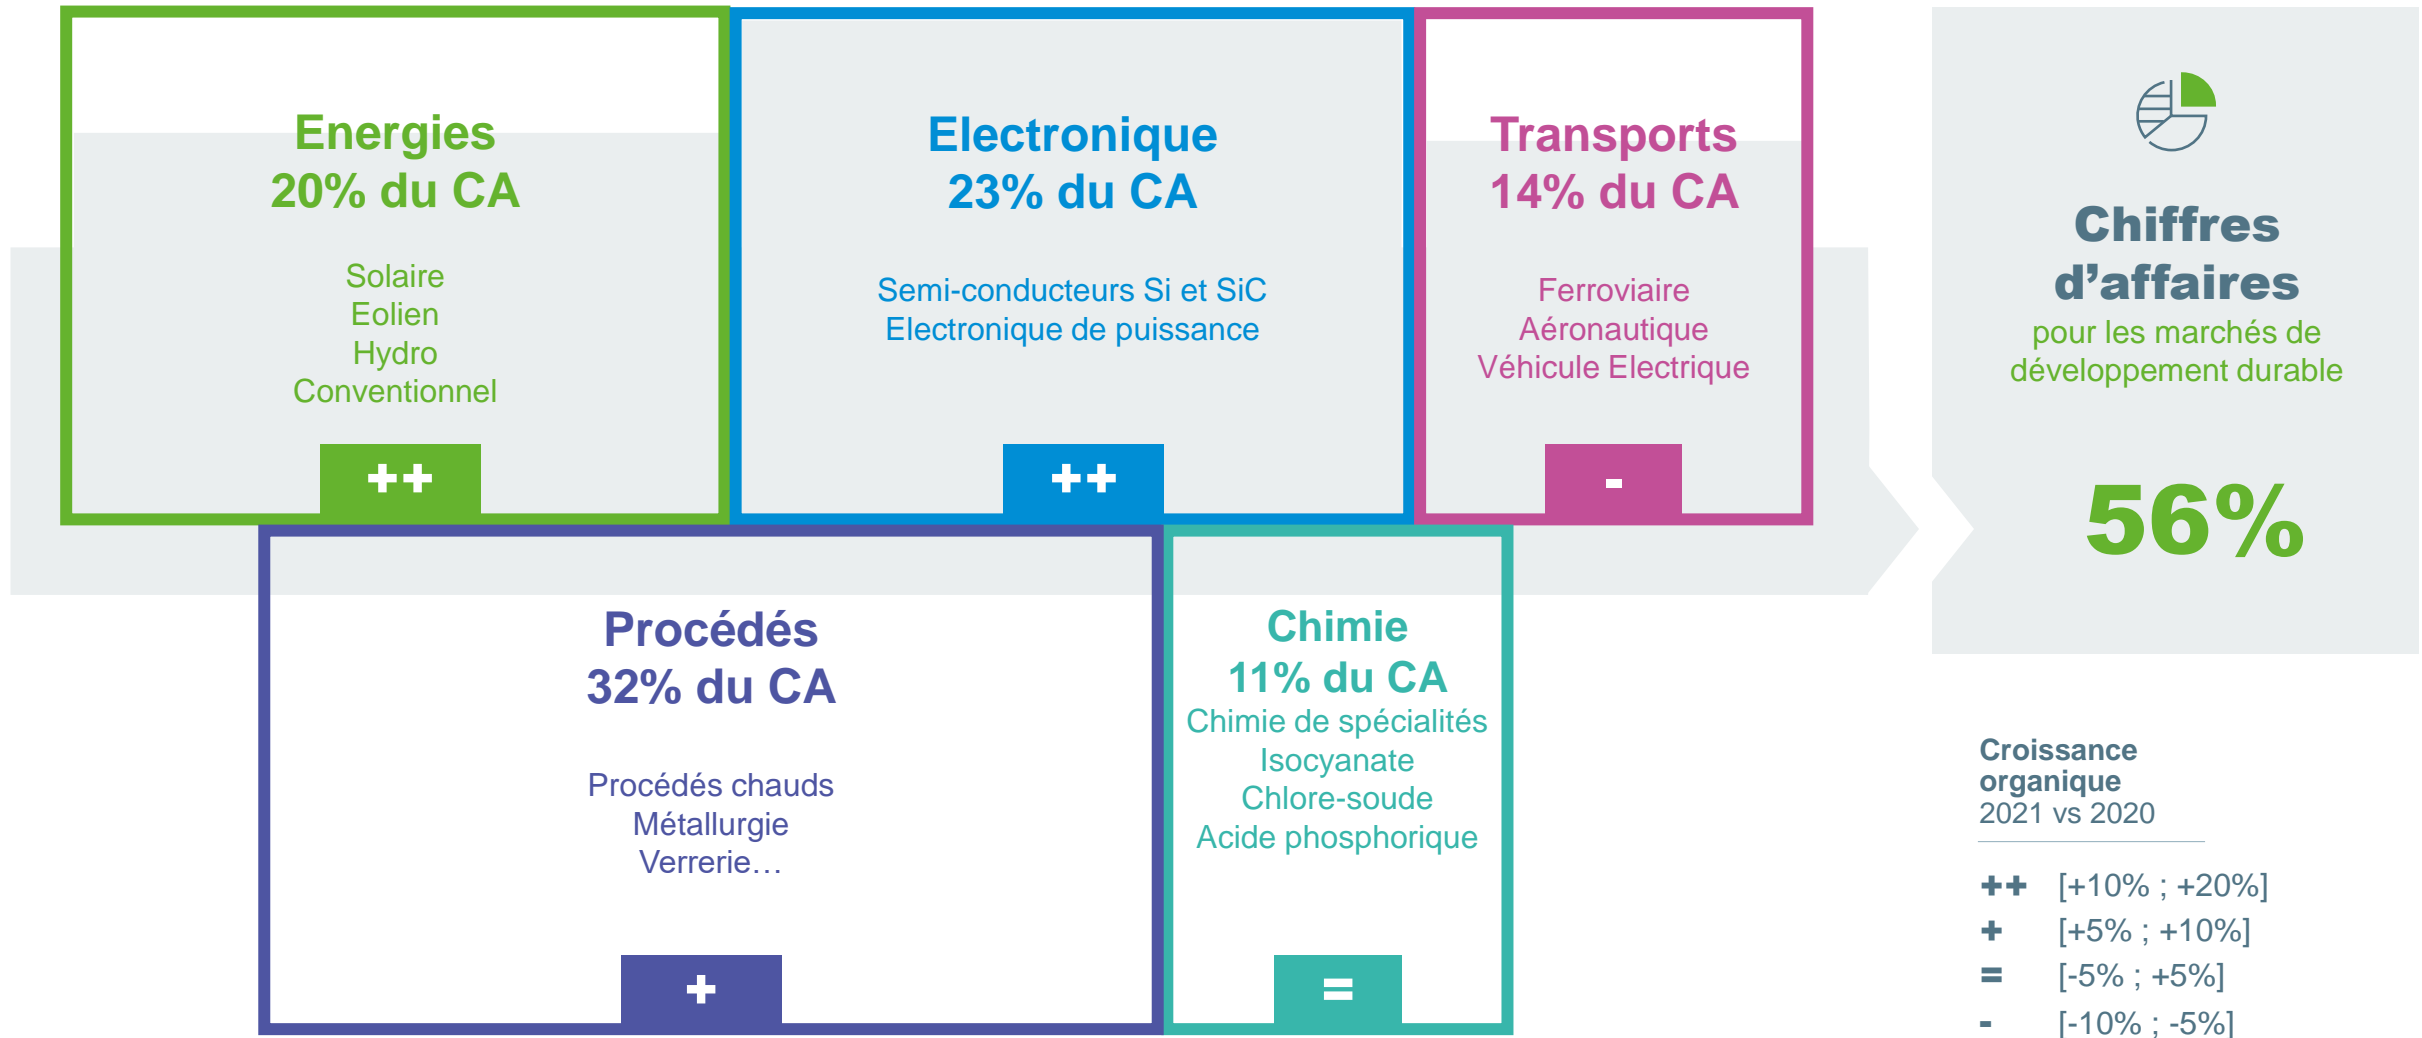 Energies
20% du CA
Solaire
Eolien
Hydro
Conventionnel
++
Electronique
23% du CA
Semi-conducteurs Si et SiC
Electronique de puissance
++
Transports
14% du CA
Ferroviaire
Aéronautique
Véhicule Electrique
-
Procédés
32% du CA
Procédés chauds
Métallurgie
Verrerie…
+
Chimie
11% du CA
Chimie de spécialités
Isocyanate
Chlore-soude
Acide phosphorique
=
Chiffres
d’affaires
pour les marchés de
développement durable
56%
Croissance
organique
2021 vs 2020
++ [+10% ; +20%]
+ [+5% ; +10%]
= [-5% ; +5%]
- [-10% ; -5%]